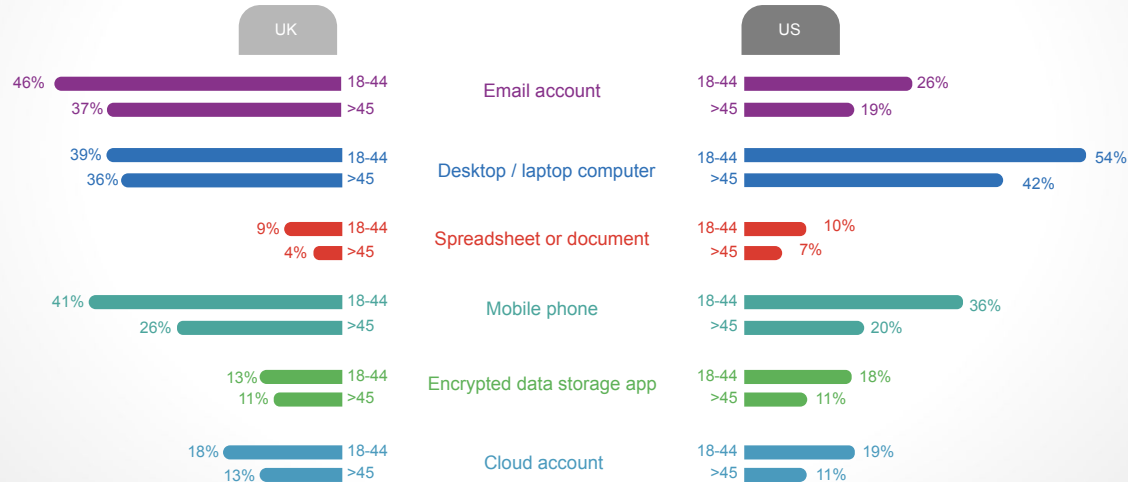 UK
US
46% 18-44 Email account 18-44 26%
37% >45 >45 19%
39% 18-44 Desktop / laptop computer 18-44 54%
36% >45 >45 42%
9% 18-44 Spreadsheet or document 18-44 10%
4% >45 >45 7%
41% 18-44 Mobile phone 18-44 36%
26% >45 >45 20%
13% 18-44 Encrypted data storage app 18-44 18%
11% >45 >45 11%
18% 18-44 Cloud account 18-44 19%
13% >45 >45 11%